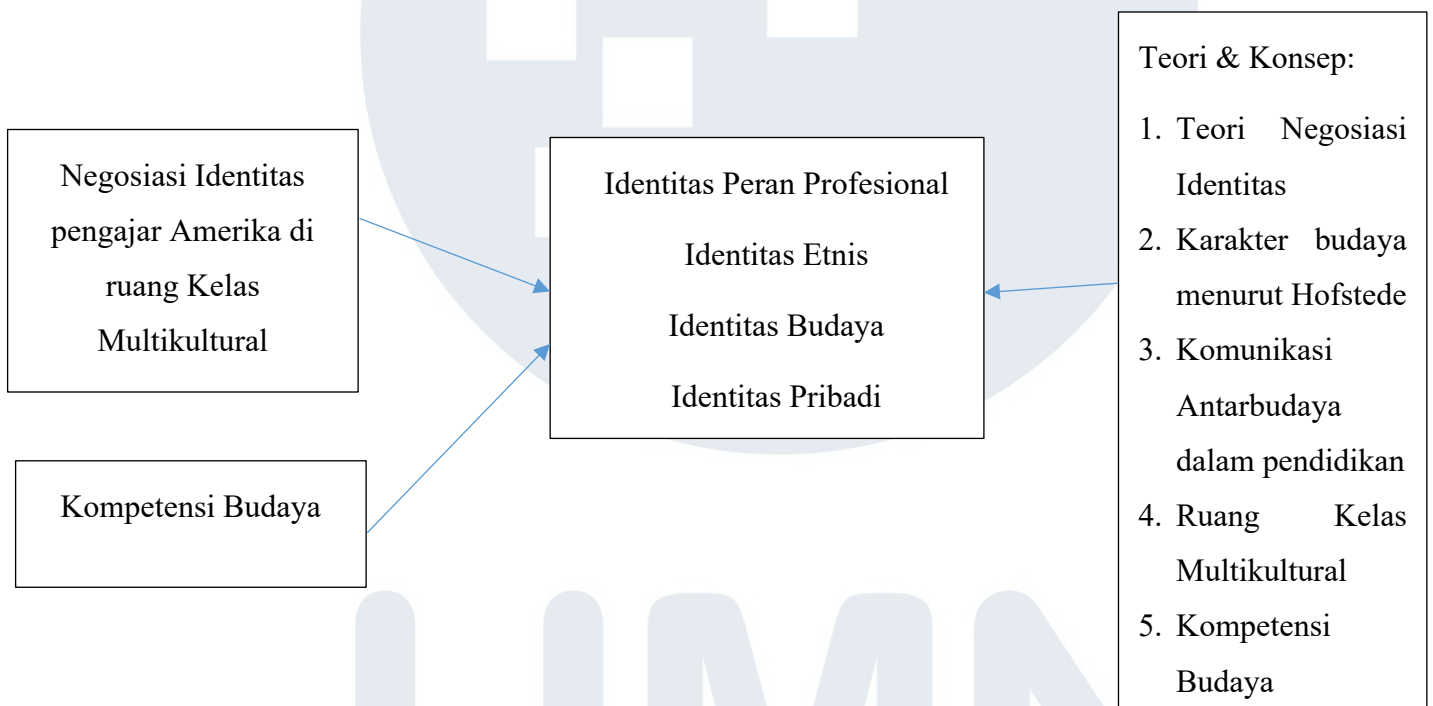 Negosiasi Identitas
pengajar Amerika di
ruang Kelas
Multikultural
Kompetensi Budaya
Identitas Peran Profesional
Identitas Etnis
Identitas Budaya
Identitas Pribadi
Teori & Konsep:
1. Teori Negosiasi
Identitas
2. Karakter budaya
menurut Hofstede
3. Komunikasi
Antarbudaya
dalam pendidikan
4. Ruang Kelas
Multikultural
5. Kompetensi
Budaya
UMN